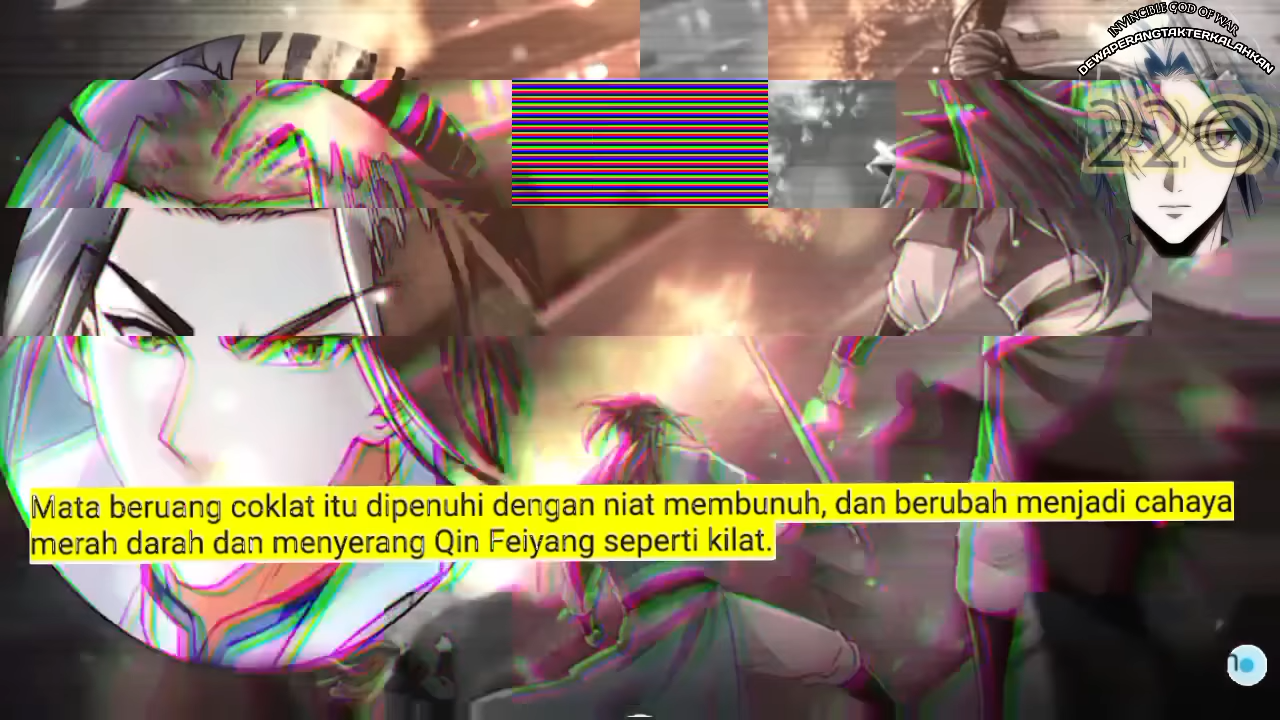 INVINCIBLE GOD OF WAR
DEWAPERANGTAKTERKALAHKAN
220
Mata beruang coklat itu dipenuhi dengan niat membunuh, dan berubah menjadi cahaya
merah darah dan menyerang Qin Feiyang seperti kilat.